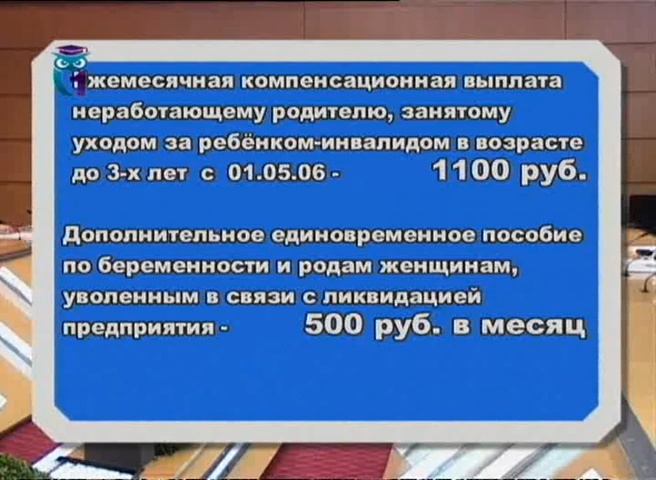 жемесячная компенсационная выплата
неработающему родителю, занятому
уходом за ребёнком-инвалидом в возрасте
до 3-х лет с 01.05.06 - 1100 руб.
Дополнительное единовременное пособие
по беременности и родам женщинам,
уволенным в связи с ликвидацией
предприятия - 500 руб. в месяц